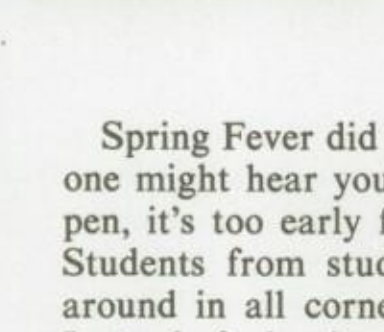 Spring Fever did
one might hear you
pen, it's too early
Students from stud
around in all corne